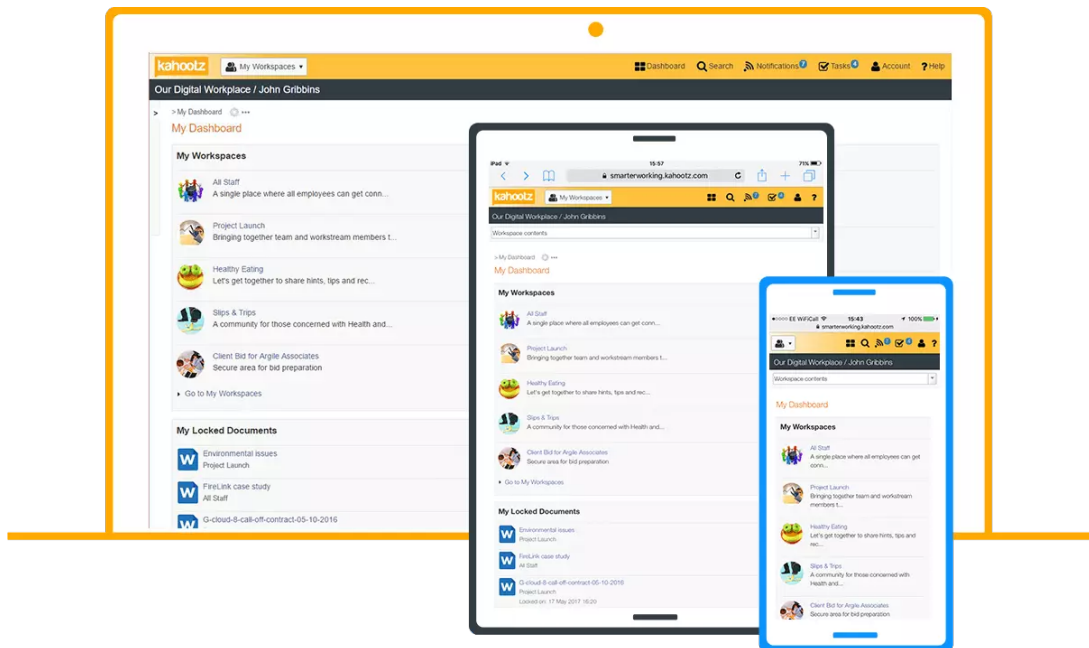 kahootz
My Workspaces
Dashboard Search Notifications 7 Tasks 4 Account ? Help
Our Digital Workplace / John Gribbins
> > My Dashboard
My Dashboard
My Workspaces
All Staff
A single place where all employees can get conn...
Project Launch
Bringing together team and workstream members t...
Healthy Eating
Let's get together to share hints, tips and rec...
Slips & Trips
A community for those concerned with Health and...
Client Bid for Argile Associates
Secure area for bid preparation
Go to My Workspaces
My Locked Documents
W Environmental issues
Project Launch
W FireLink case study
All Staff
W G-cloud-8-call-off-contract-05-10-2016
iPad 15:57 71%
smarterworking.kahootz.com
kahootz
My Workspaces
?
Our Digital Workplace / John Gribbins
Workspace contents
> My Dashboard
My Dashboard
My Workspaces
All Staff
A single place where all employees can get conn...
Project Launch
Bringing together team and workstream members t...
Healthy Eating
Let's get together to share hints, tips and rec...
Slips & Trips
A community for those concerned with Health and...
Client Bid for Argile Associates
Secure area for bid preparation
Go to My Workspaces
My Locked Documents
W Environmental issues
Project Launch
W FireLink case study
All Staff
W G-cloud-8-call-off-contract-05-10-2016
Project Launch
Locked on: 17 May 2017 16:20
EE WiFiCall 15:43 100%
smarterworking.kahootz.com
?
Our Digital Workplace / John Gribbins
Workspace contents
My Dashboard
My Workspaces
All Staff
A single place where all employees can get
conn...
Project Launch
Bringing together team and workstream
members t...
Healthy Eating
Let's get together to share hints, tips and
rec...
Slips & Trips
A community for those concerned with
Health and...
Client Bid for Argile Associates
Secure area for bid preparation